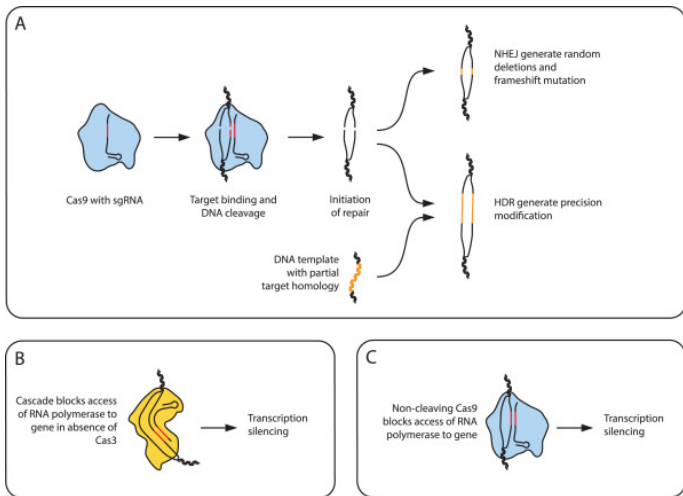 A
NHEJ generate random
deletions and
frameshift mutation
Cas9 with sgRNA
Target binding and
DNA cleavage
Initiation
of repair
HDR generate precision
modification
DNA template
with partial
target homology
B
Cascade blocks access
of RNA polymerase to
gene in absence of
Cas3
Transcription
silencing
C
Non-cleaving Cas9
blocks access of RNA
polymerase to gene
Transcription
silencing